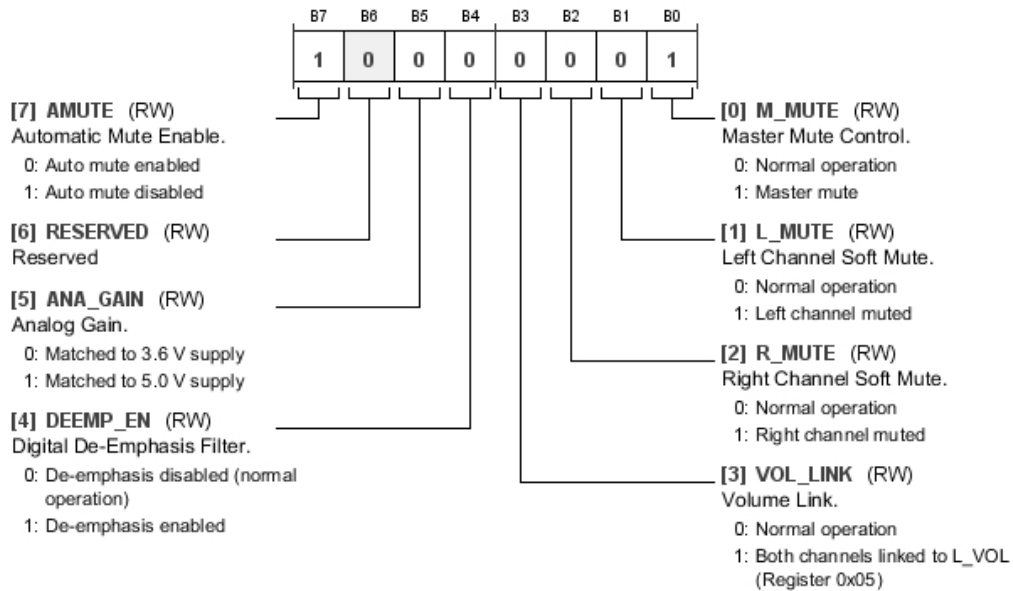 B7 B6 B5 B4 B3 B2 B1 B0
1 0 0 0 0 0 0 1
[7] AMUTE (RW)
Automatic Mute Enable.
0: Auto mute enabled
1: Auto mute disabled
[6] RESERVED (RW)
Reserved
[5] ANA_GAIN (RW)
Analog Gain.
0: Matched to 3.6 V supply
1: Matched to 5.0 V supply
[4] DEEMP_EN (RW)
Digital De-Emphasis Filter.
0: De-emphasis disabled (normal
operation)
1: De-emphasis enabled
[0] M_MUTE (RW)
Master Mute Control.
0: Normal operation
1: Master mute
[1] L_MUTE (RW)
Left Channel Soft Mute.
0: Normal operation
1: Left channel muted
[2] R_MUTE (RW)
Right Channel Soft Mute.
0: Normal operation
1: Right channel muted
[3] VOL_LINK (RW)
Volume Link.
0: Normal operation
1: Both channels linked to L_VOL
(Register 0x05)